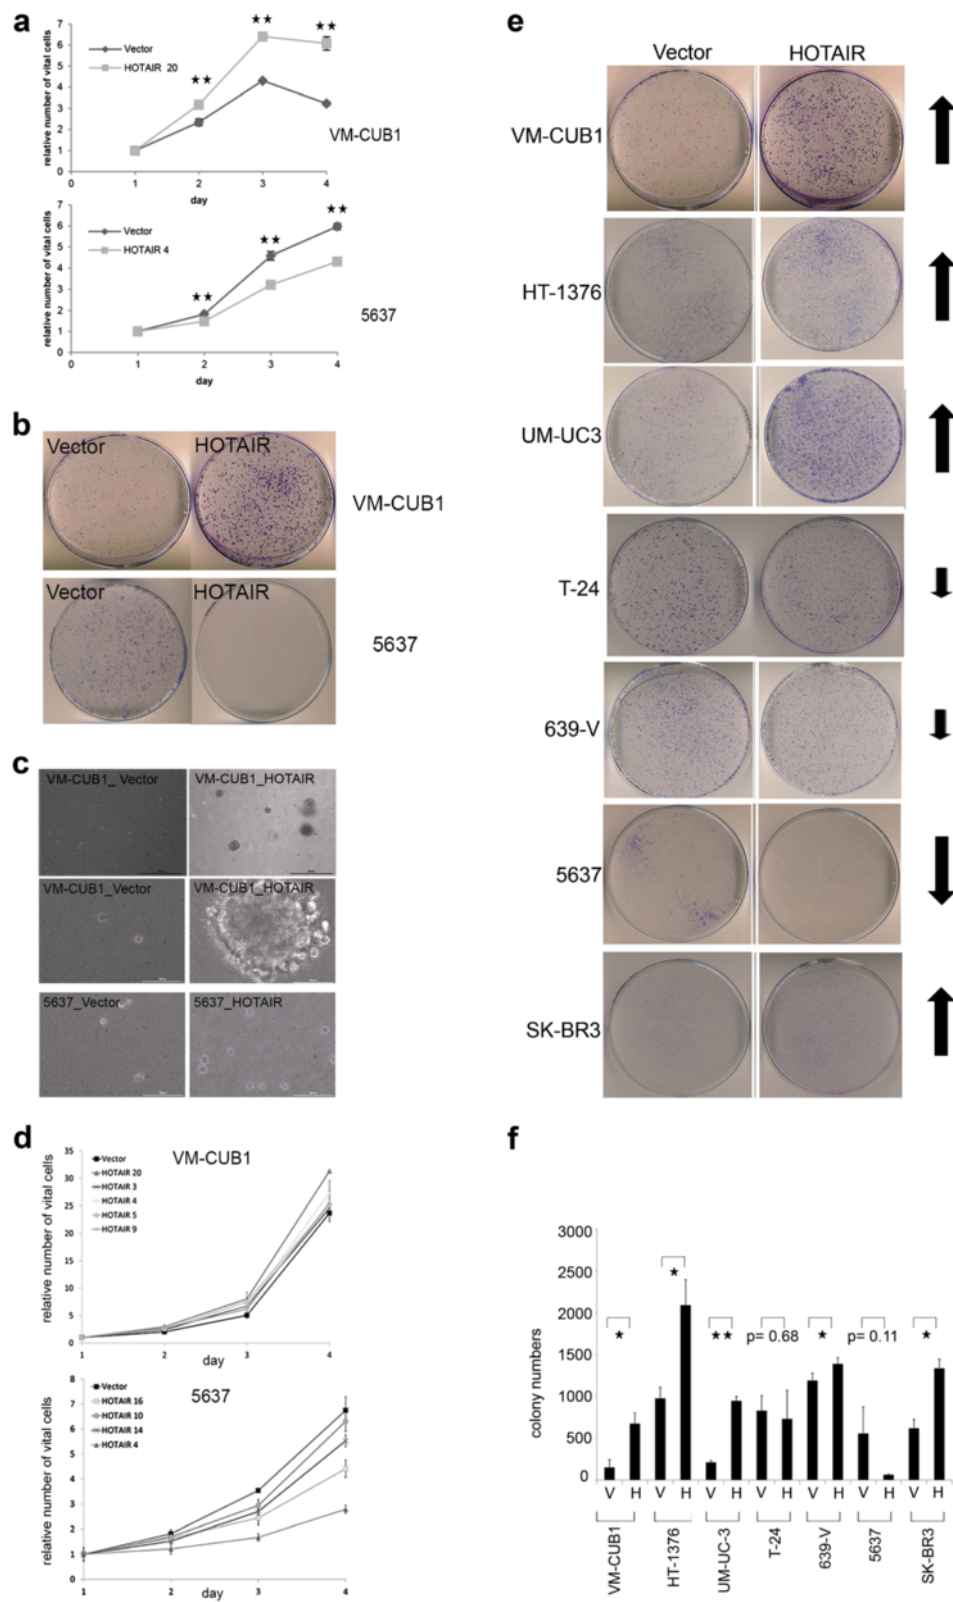 a
relative number of vital cells
7
6
5
4
3
2
1
0
Vector
HOTAIR 20
★★
★★
★★
VM-CUB1
0
1
2
3
4
day
relative number of vital cells
7
6
5
4
3
2
1
0
Vector
HOTAIR 4
★★
★★
★★
5637
0
1
2
3
4
day
b
Vector
HOTAIR
VM-CUB1
Vector
HOTAIR
5637
c
VM-CUB1_ Vector
VM-CUB1_HOTAIR
VM-CUB1_Vector
VM-CUB1_HOTAIR
5637_Vector
5637_HOTAIR
d
VM-CUB1
relative number of vital cells
35
30
25
20
15
10
5
0
Vector
HOTAIR 20
HOTAIR 3
HOTAIR 4
HOTAIR 5
HOTAIR 9
1
2
3
4
day
5637
relative number of vital cells
8
7
6
5
4
3
2
1
0
Vector
HOTAIR 16
HOTAIR 10
HOTAIR 14
HOTAIR 4
1
2
3
4
day
e
Vector
HOTAIR
VM-CUB1
HT-1376
UM-UC3
T-24
639-V
5637
SK-BR3
f
colony numbers
3000
2500
2000
1500
1000
500
0
★
★
★★
p= 0.68
★
p= 0.11
★
V H V H V H V H V H V H V H
VM-CUB1
HT-1376
UM-UC-3
T-24
639-V
5637
SK-BR3